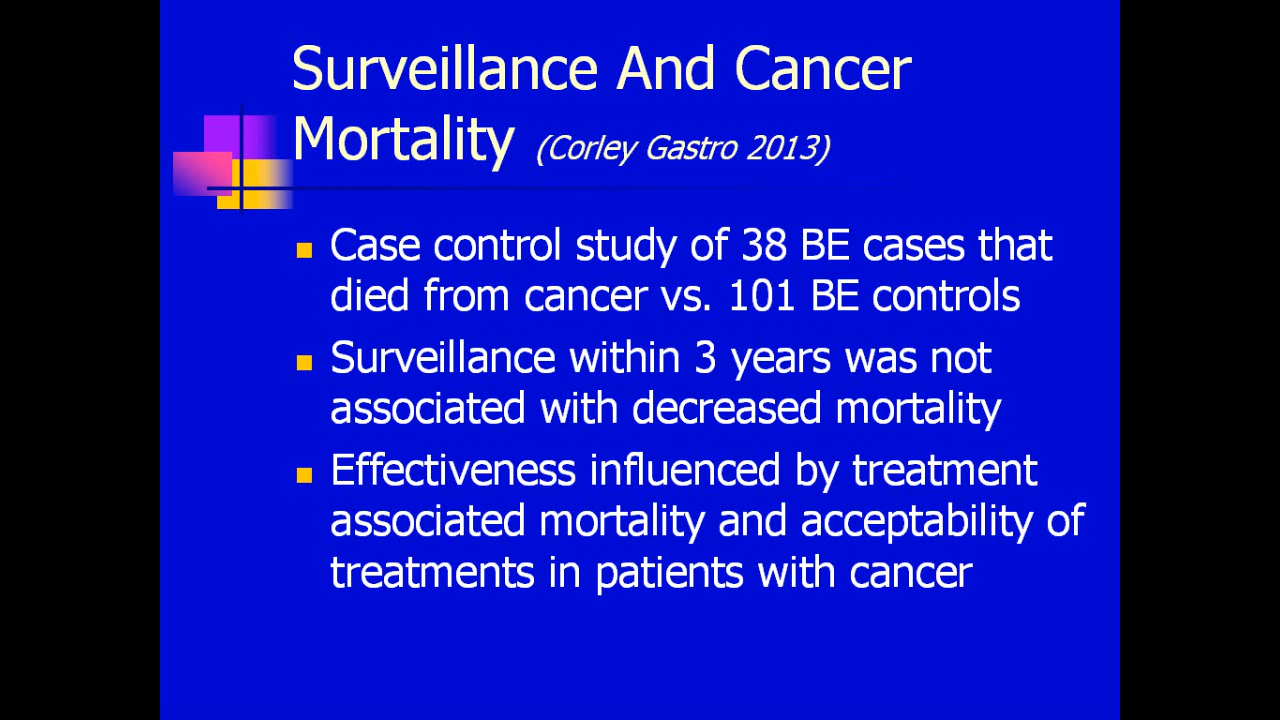 Surveillance And Cancer
Mortality (Corley Gastro 2013)
Case control study of 38 BE cases that
died from cancer vs. 101 BE controls
Surveillance within 3 years was not
associated with decreased mortality
Effectiveness influenced by treatment
associated mortality and acceptability of
treatments in patients with cancer